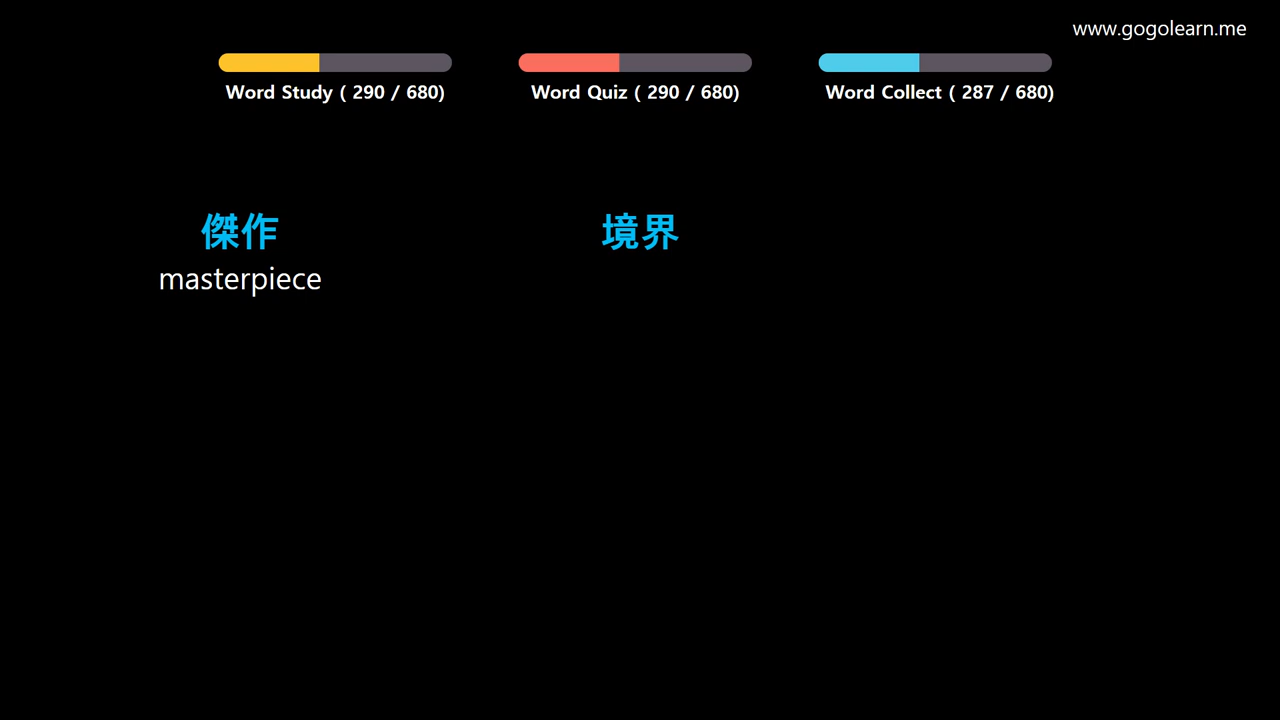 www.gogolearn.me
Word Study ( 290 / 680)
Word Quiz ( 290 / 680)
Word Collect ( 287 / 680)
傑作
境界
masterpiece